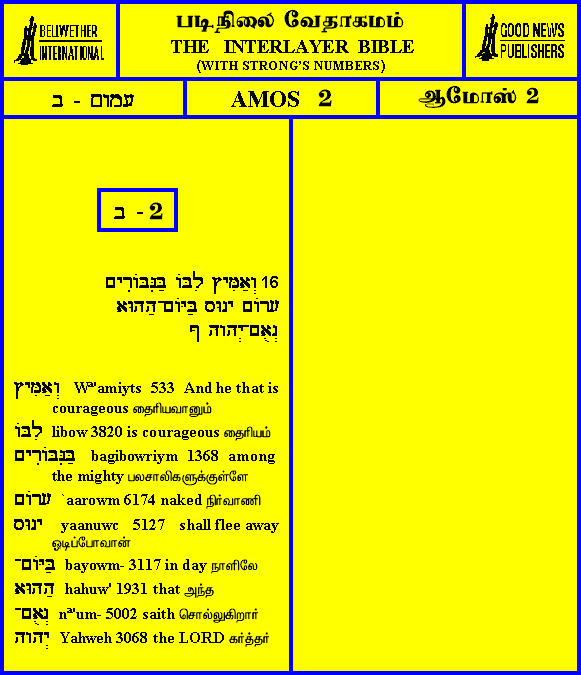 BELLWETHER
INTERNATIONAL
படிநிலை வேதாகமம்
THE INTERLAYER BIBLE
(WITH STRONG'S NUMBERS)
GOOD NEWS
PUBLISHERS
עמוס - ב
AMOS 2
ஆமோஸ் 2
ב - 2
16 וְאַמִּיץ לִבּוֹ בַּגִּבּוֹרִים
עָרוֹם יָנוּס בַּיּוֹם־הַהוּא
נְאֻם־יְהוָה ף
וְאַמִּיץ Wª'amiyts 533 And he that is
courageous தைரியவானும்
לִבּוֹ libow 3820 is courageous தைரியம்
בַּגִּבּוֹרִים bagibowriym 1368 among
the mighty பலசாலிகளுக்குள்ளே
עָרוֹם `aarowm 6174 naked நிர்வாணி
יָנוּס yaanuwc 5127 shall flee away
ஓடிப்போவான்
בַּיּוֹם־ bayowm- 3117 in day நாளிலே
הַהוּא hahuw' 1931 that அந்த
נְאֻם־ nª'um- 5002 saith சொல்லுகிறார்
יְהוָה Yahweh 3068 the LORD கர்த்தர்